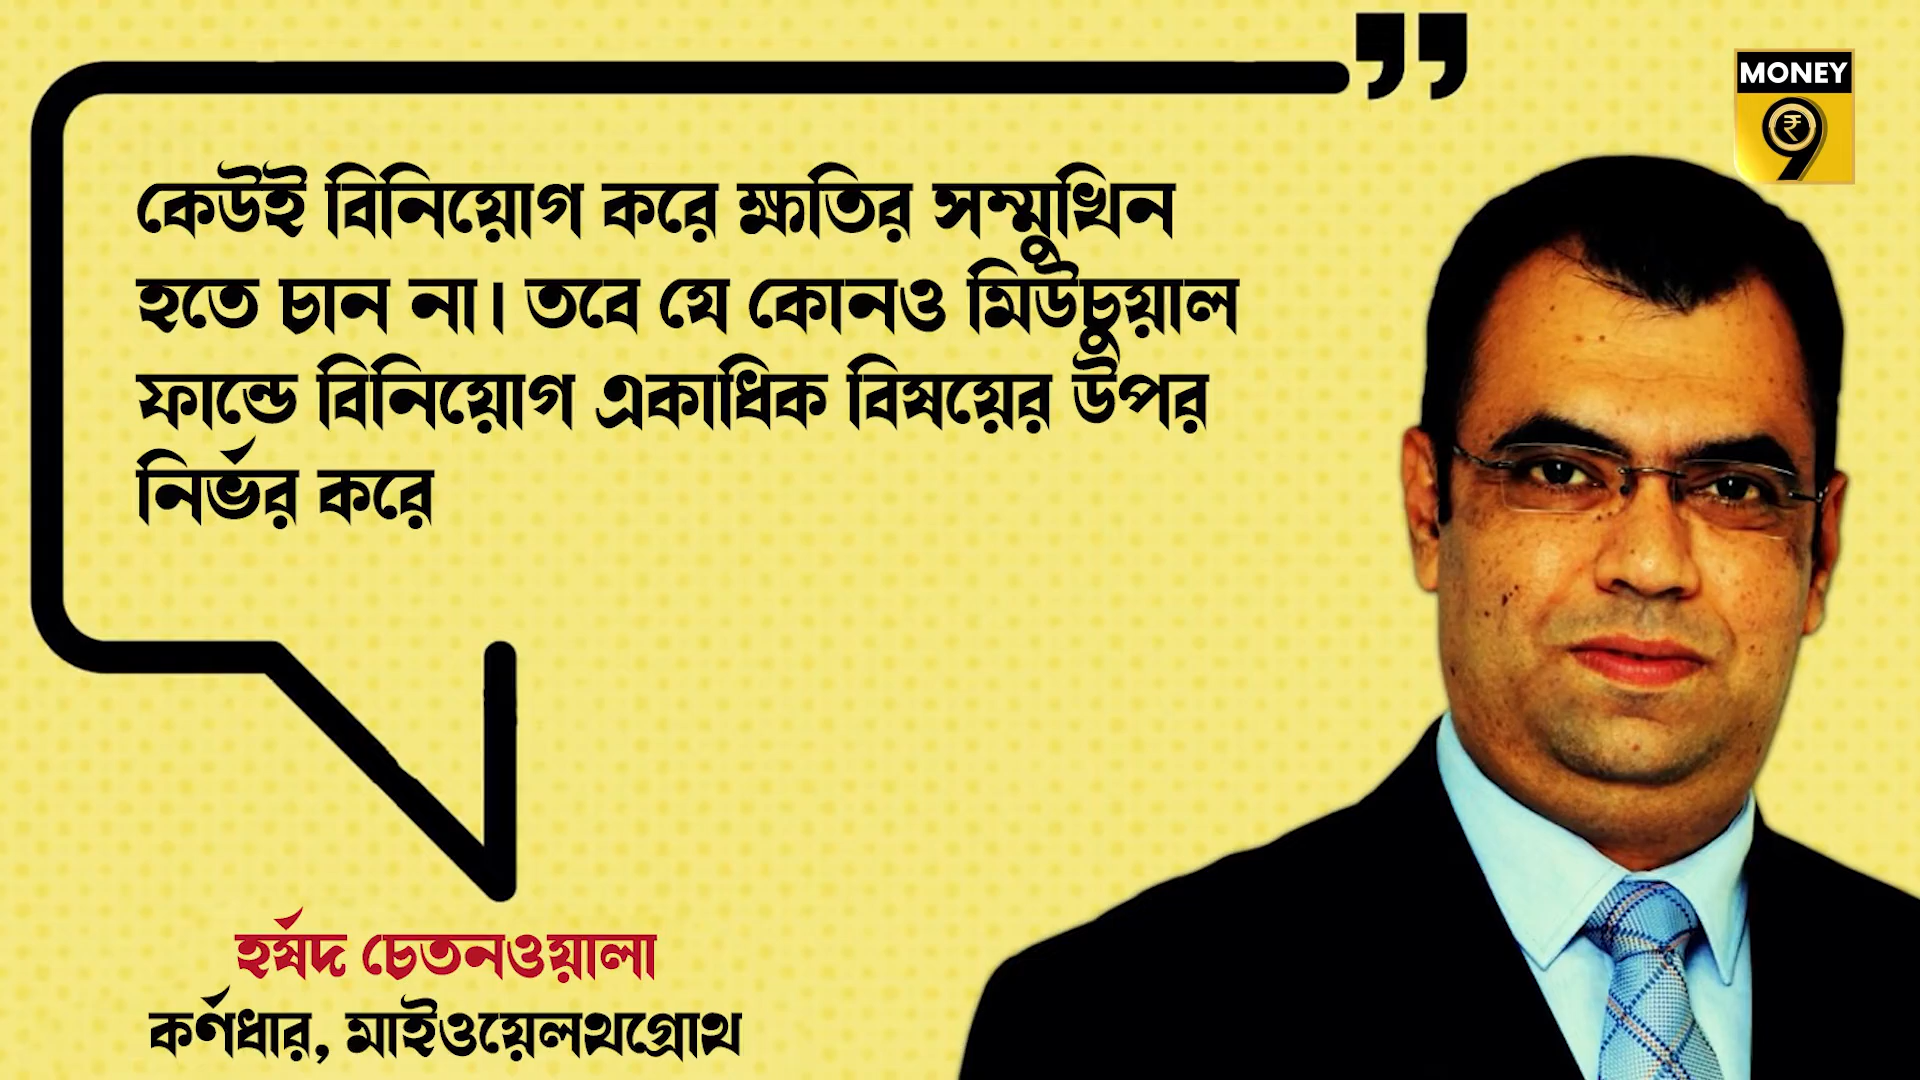 MONEY
9
কেউই বিনিয়োগ করে ক্ষতির সম্মুখিন
হতে চান না। তবে যে কোনও মিউচুয়াল
ফান্ডে বিনিয়োগ একাধিক বিষয়ের উপর
নির্ভর করে
হর্ষদ চেতনওয়ালা
কর্ণধার, মাইওয়েলথগ্রোথ